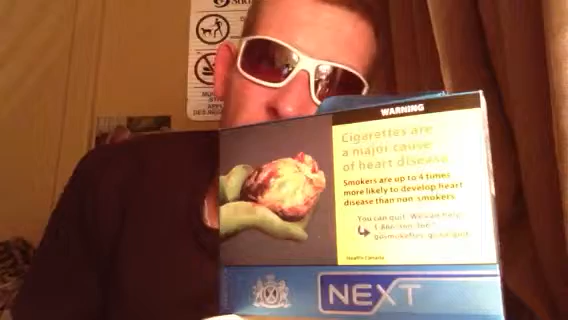 WARNING
Cigarettes are
a major cause
of heart disease
Smokers are up to 4 times
more likely to develop heart
disease than non-smokers.
You can quit. We can help.
Health Canada
NEXT